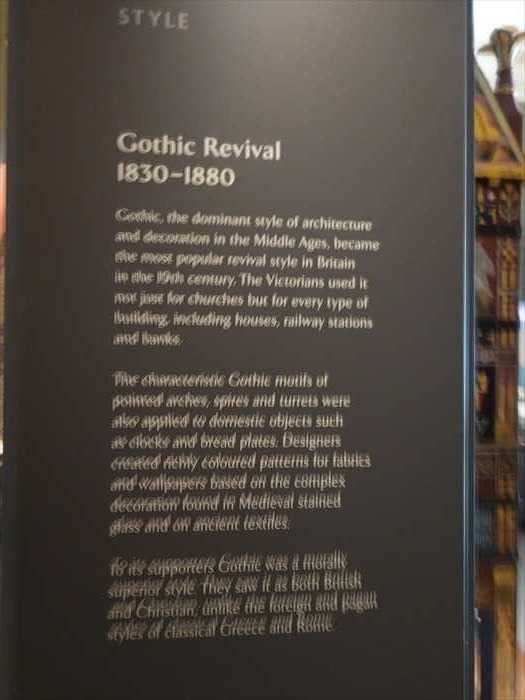 STYLE
Gothic Revival
1830–1880
Gothic, the dominant style of architecture
and decoration in the Middle Ages, became
the most popular revival style in Britain
in the 19th century. The Victorians used it
not just for churches but for every type of
building, including houses, railway stations
and banks.
The characteristic Gothic motifs of
pointed arches, spires and turrets were
also applied to domestic objects such
as clocks and bread plates. Designers
created richly coloured patterns for fabrics
and wallpapers based on the complex
decoration found in Medieval stained
glass and on ancient textiles.
To its supporters Gothic was a morally
superior style. They saw it as both British
and Christian, unlike the foreign and pagan
styles of classical Greece and Rome.